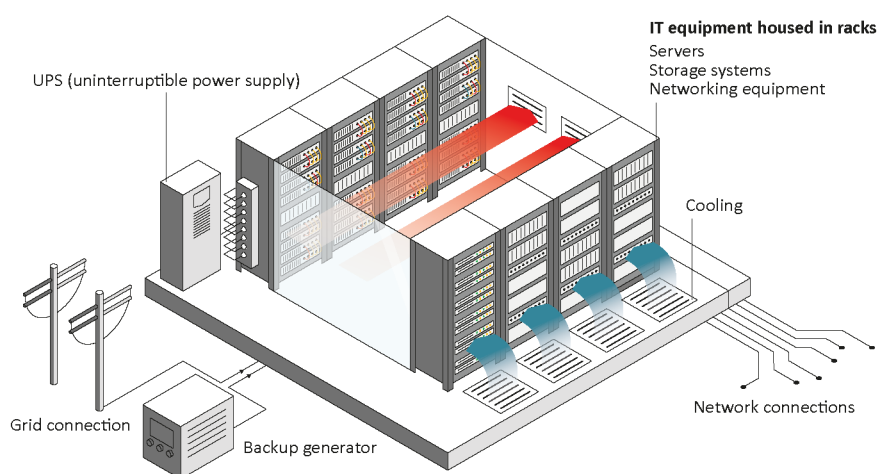 IT equipment housed in racks
Servers
Storage systems
Networking equipment
UPS (uninterruptible power supply)
Cooling
Grid connection
Backup generator
Network connections